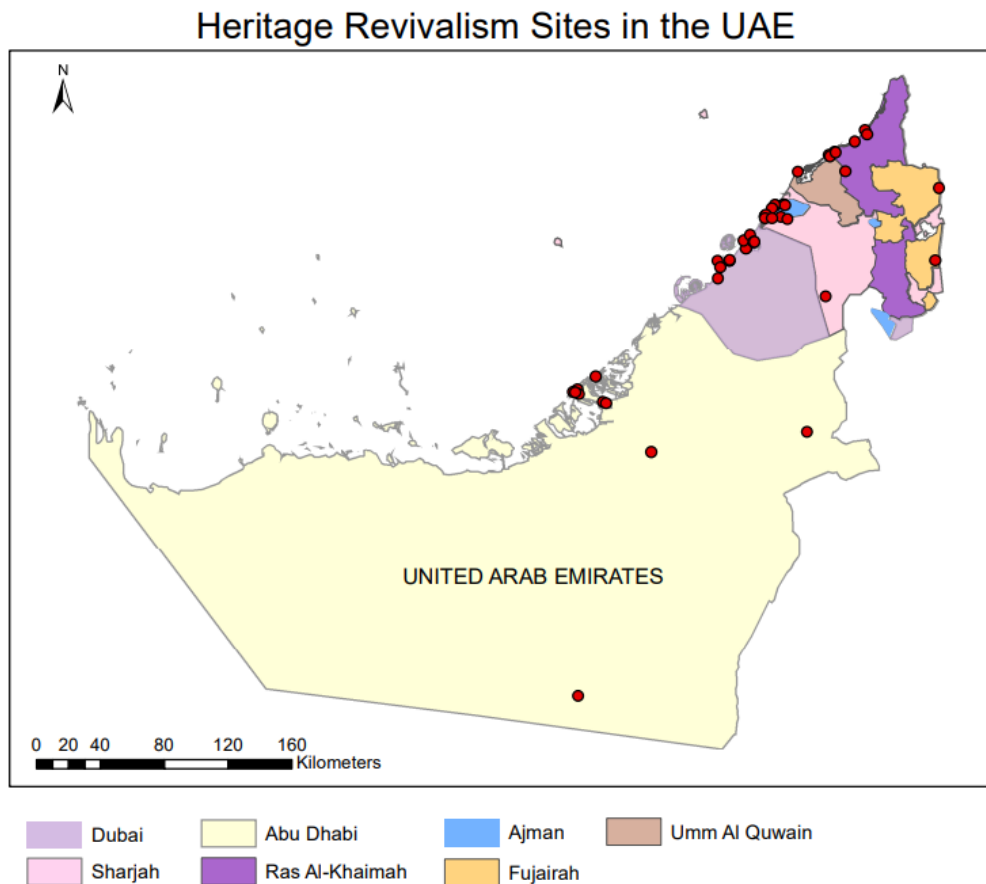 Heritage Revivalism Sites in the UAE
N
UNITED ARAB EMIRATES
0 20 40 80 120 160
Kilometers
Dubai Abu Dhabi Ajman Umm Al Quwain
Sharjah Ras Al-Khaimah Fujairah